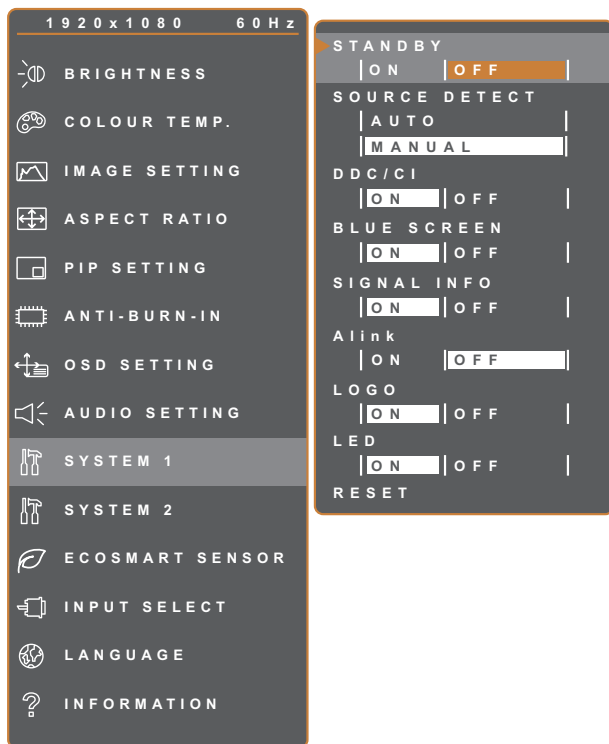 1920x1080 60Hz
BRIGHTNESS
COLOUR TEMP.
IMAGE SETTING
ASPECT RATIO
PIP SETTING
ANTI-BURN-IN
OSD SETTING
AUDIO SETTING
SYSTEM 1
SYSTEM 2
ECOSMART SENSOR
INPUT SELECT
LANGUAGE
INFORMATION
STANDBY
ON OFF
SOURCE DETECT
AUTO
MANUAL
DDC/CI
ON OFF
BLUE SCREEN
ON OFF
SIGNAL INFO
ON OFF
Alink
ON OFF
LOGO
ON OFF
LED
ON OFF
RESET